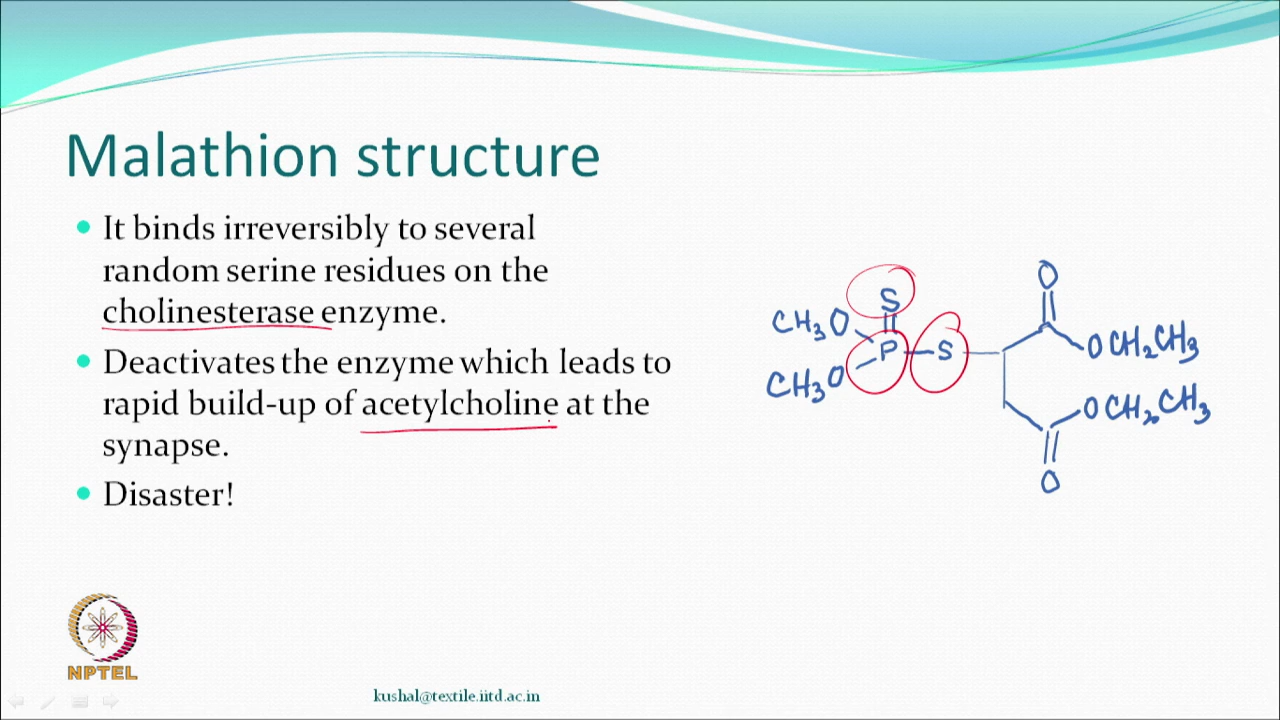 Malathion structure
It binds irreversibly to several
random serine residues on the
cholinesterase enzyme.
Deactivates the enzyme which leads to
rapid build-up of acetylcholine at the
synapse.
Disaster!
O
S
CH3O
P
S
OCH2CH3
CH3O
OCH2CH3
O
NPTEL
kushal@textile.iitd.ac.in